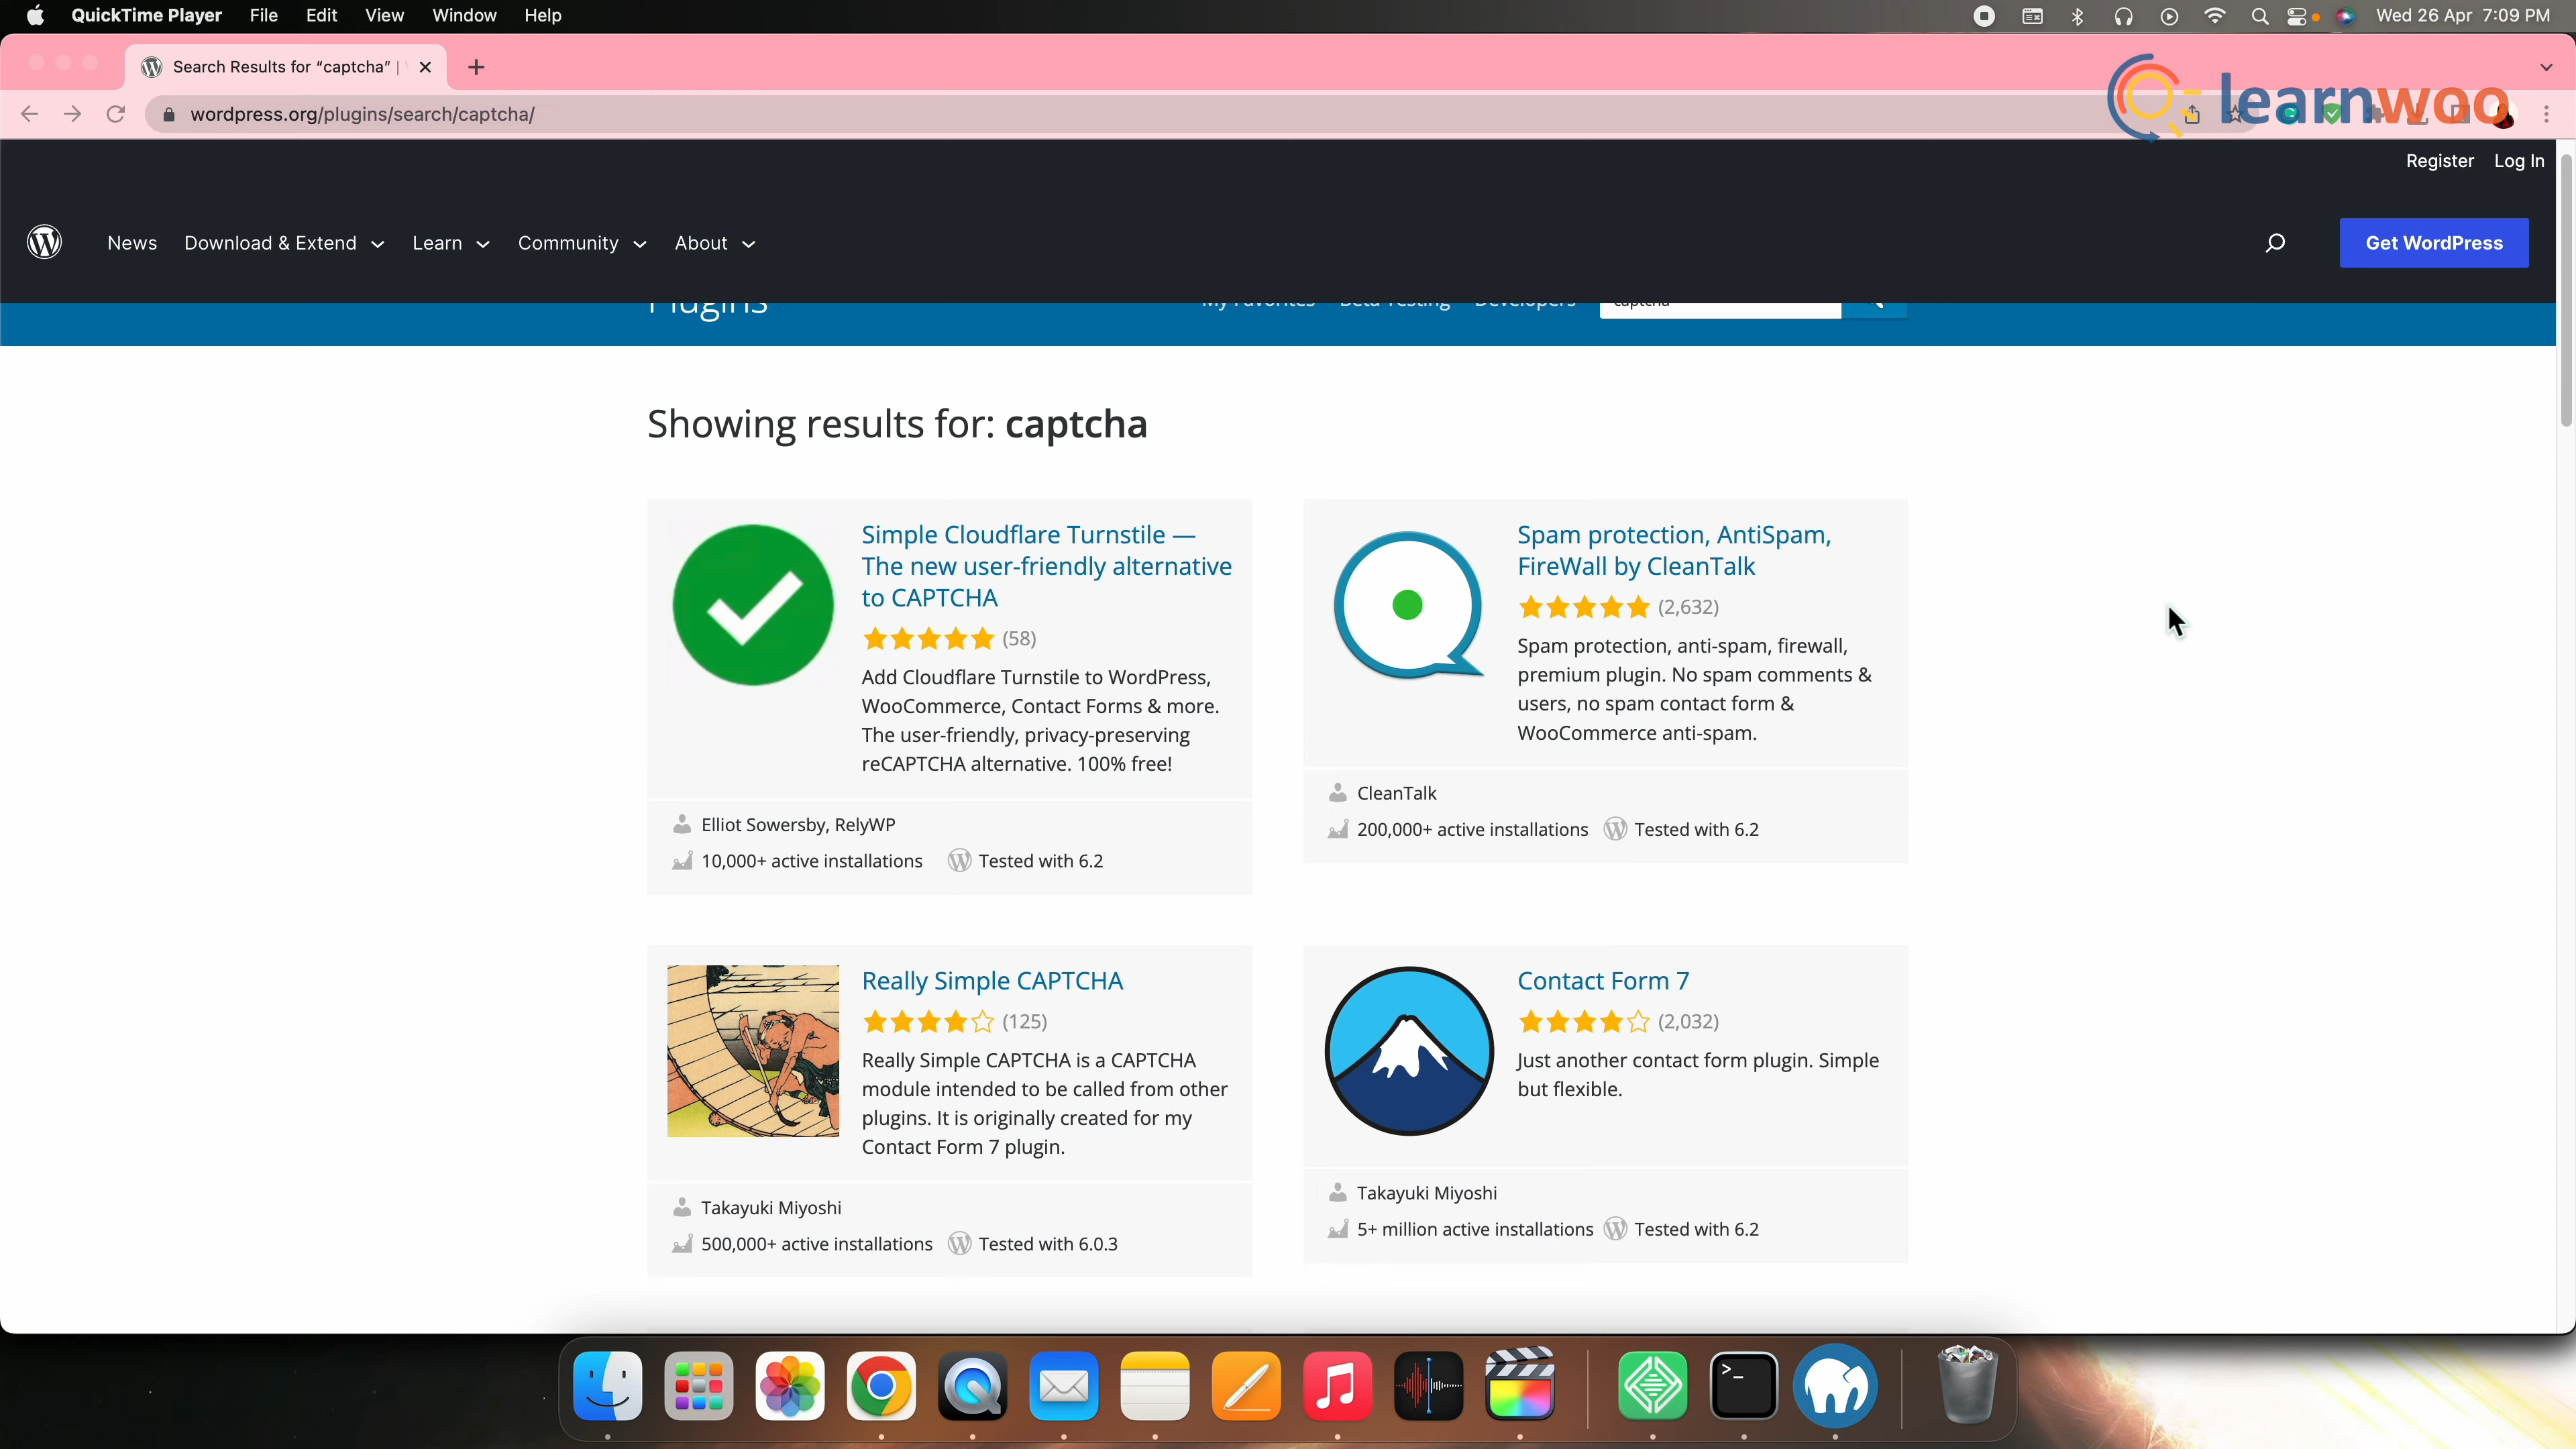 QuickTime Player File Edit View Window Help Wed 26 Apr 7:09 PM
Search Results for “captcha” |
learnwoo
wordpress.org/plugins/search/captcha/
Register Log In
News Download & Extend Learn Community About Get WordPress
Plugins My Favorites Beta Testing Developers captcha
Showing results for: captcha
Simple Cloudflare Turnstile —
The new user-friendly alternative
to CAPTCHA
(58)
Add Cloudflare Turnstile to WordPress,
WooCommerce, Contact Forms & more.
The user-friendly, privacy-preserving
reCAPTCHA alternative. 100% free!
Elliot Sowersby, RelyWP
10,000+ active installations Tested with 6.2
Spam protection, AntiSpam,
FireWall by CleanTalk
(2,632)
Spam protection, anti-spam, firewall,
premium plugin. No spam comments &
users, no spam contact form &
WooCommerce anti-spam.
CleanTalk
200,000+ active installations Tested with 6.2
Really Simple CAPTCHA
(125)
Really Simple CAPTCHA is a CAPTCHA
module intended to be called from other
plugins. It is originally created for my
Contact Form 7 plugin.
Takayuki Miyoshi
500,000+ active installations Tested with 6.0.3
Contact Form 7
(2,032)
Just another contact form plugin. Simple
but flexible.
Takayuki Miyoshi
5+ million active installations Tested with 6.2